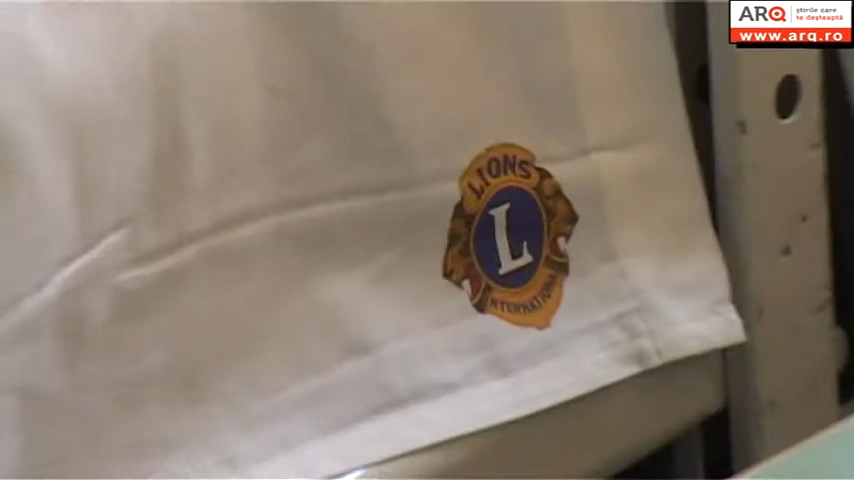 ARQ
știrile care
te deșteaptă
www.arq.ro
LIONS
L
INTERNATIONAL